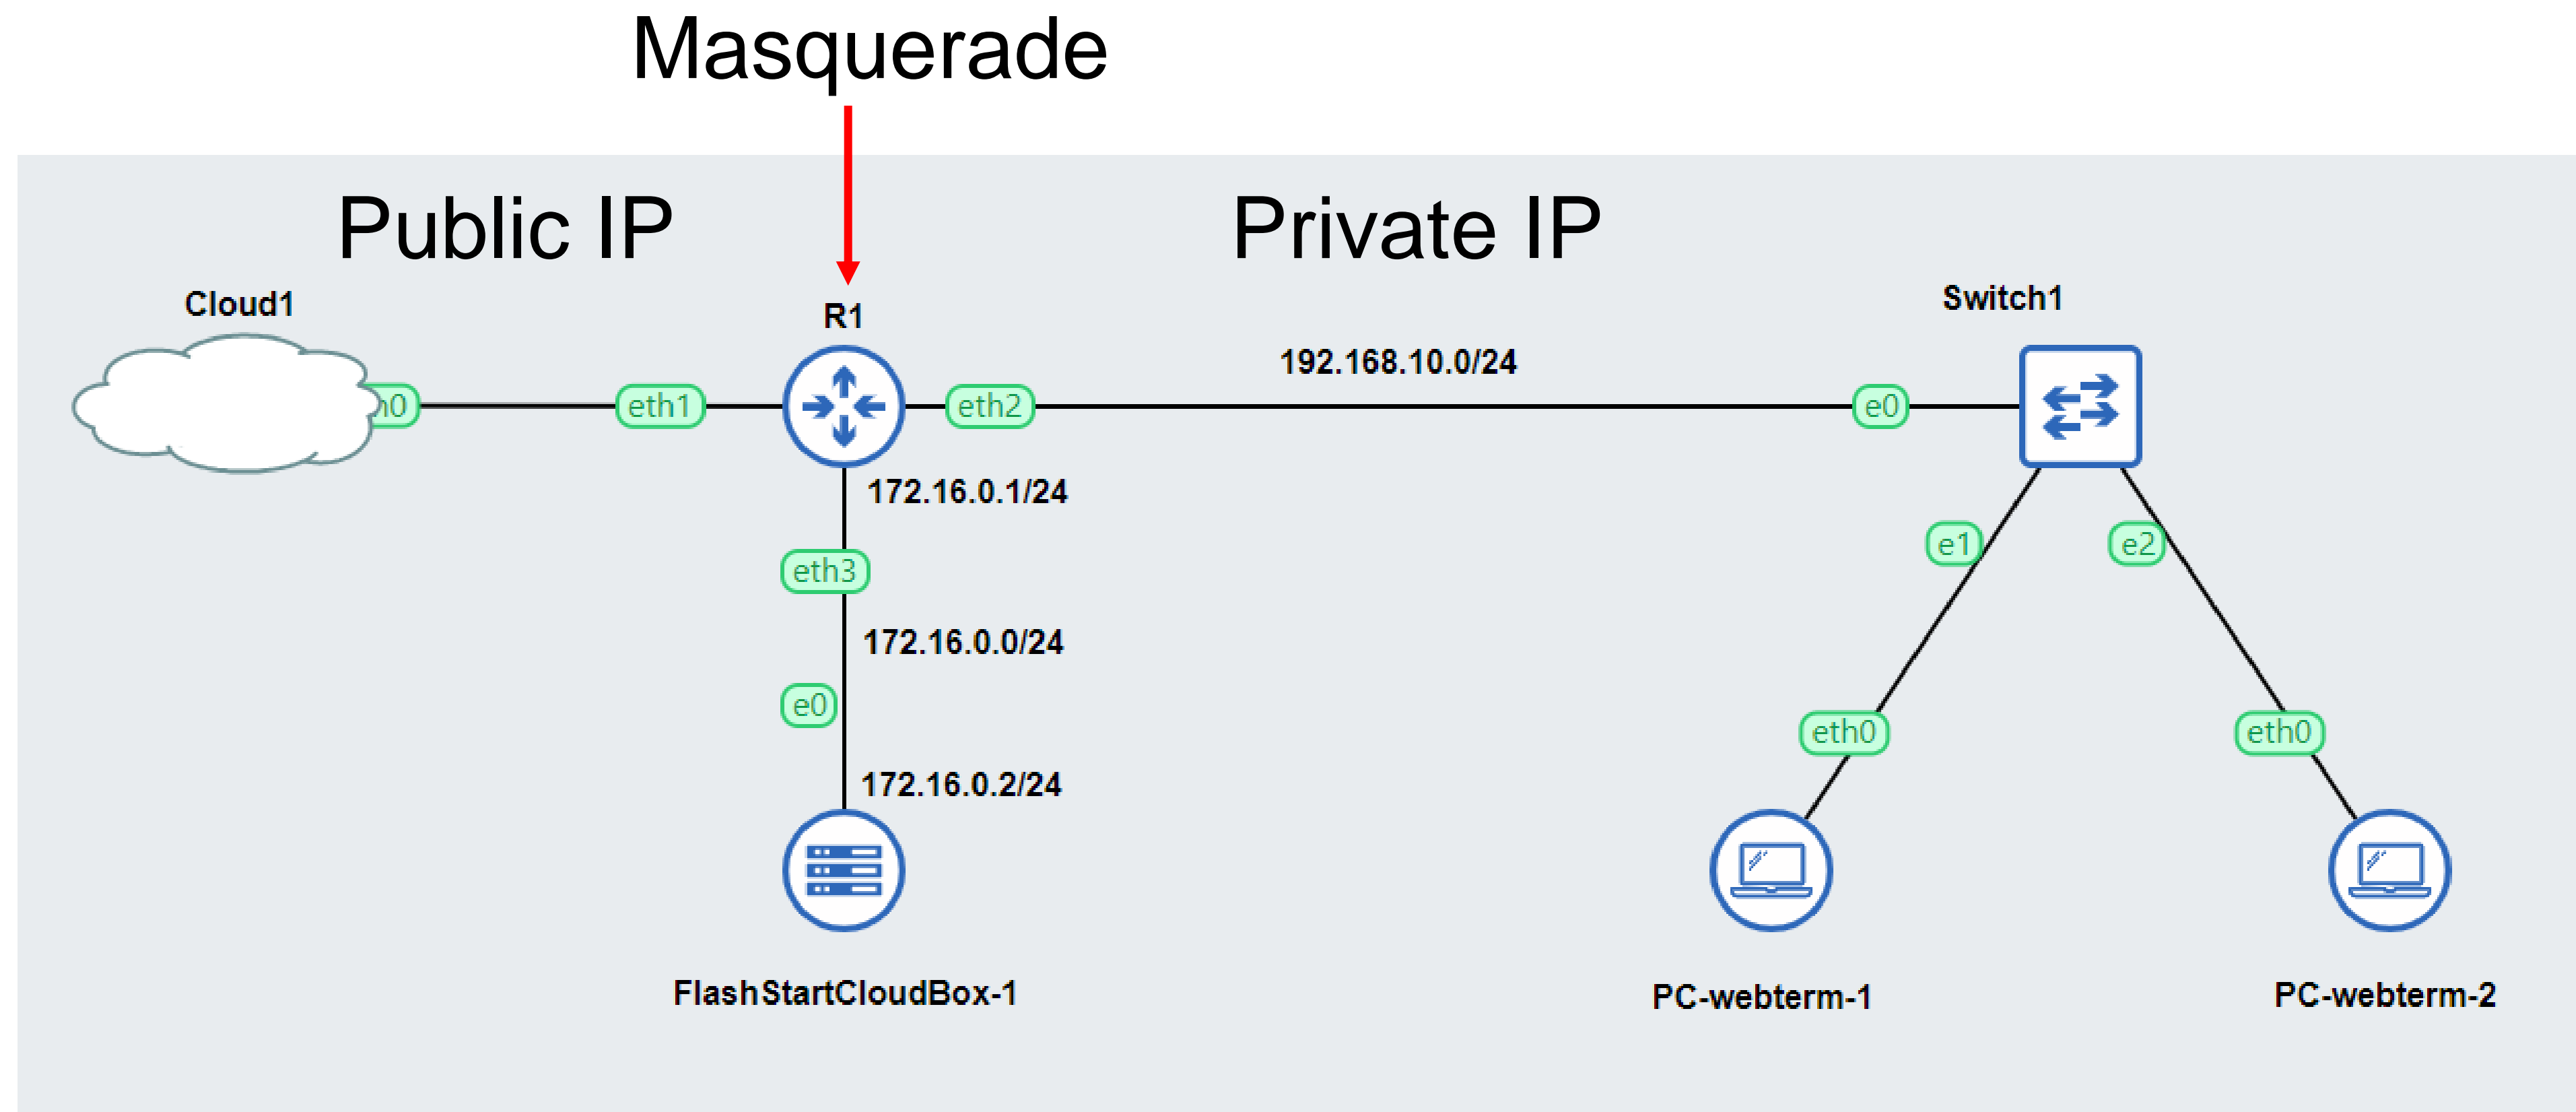 Masquerade
Public IP
Private IP
Cloud1
R1
Switch1
192.168.10.0/24
eth1
eth2
e0
172.16.0.1/24
e1
e2
eth3
172.16.0.0/24
e0
eth0
eth0
172.16.0.2/24
FlashStartCloudBox-1
PC-webterm-1
PC-webterm-2